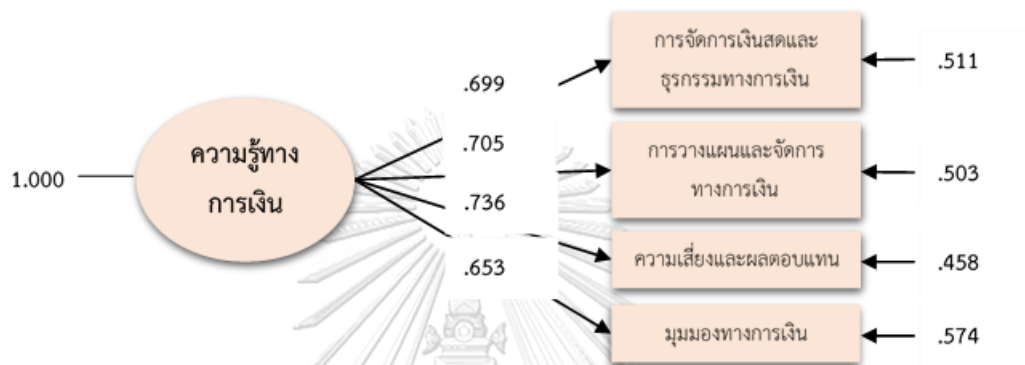 การจัดการเงินสดและ
ธุรกรรมทางการเงิน
.511
.699
.705
การวางแผนและจัดการ
ทางการเงิน
.503
ความรู้ทาง
การเงิน
1.000
.736
ความเสี่ยงและผลตอบแทน
.458
.653
มุมมองทางการเงิน
.574